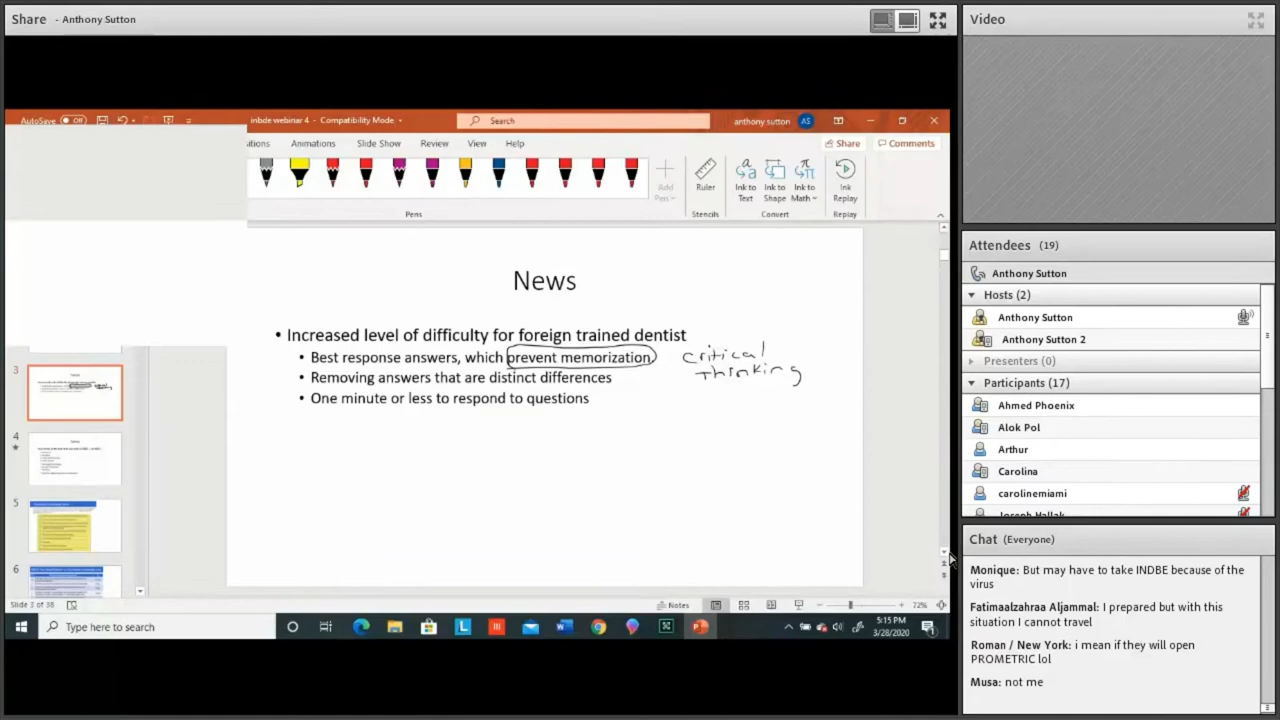 Share - Anthony Sutton
AutoSave Off
inbde webinar 4 - Compatibility Mode
Search
anthony sutton AS
ations Animations Slide Show Review View Help
Share Comments
Add Pens
Ruler
Ink to Text
Ink to Shape
Ink to Math
Ink Replay
Pens Stencils Convert Replay
News
• Increased level of difficulty for foreign trained dentist
• Best response answers, which prevent memorization
critical
Thinking
• Removing answers that are distinct differences
• One minute or less to respond to questions
3
4
5
6
Slide 3 of 38
Notes
72%
Type here to search
5:15 PM
3/28/2020
Video
Attendees (19)
Anthony Sutton
Hosts (2)
Anthony Sutton
Anthony Sutton 2
Presenters (0)
Participants (17)
Ahmed Phoenix
Alok Pol
Arthur
Carolina
carolinemiami
Joseph Hallak
Chat (Everyone)
Monique: But may have to take INDBE because of the
virus
Fatimaalzahraa Aljammal: I prepared but with this
situation I cannot travel
Roman / New York: i mean if they will open
PROMETRIC lol
Musa: not me